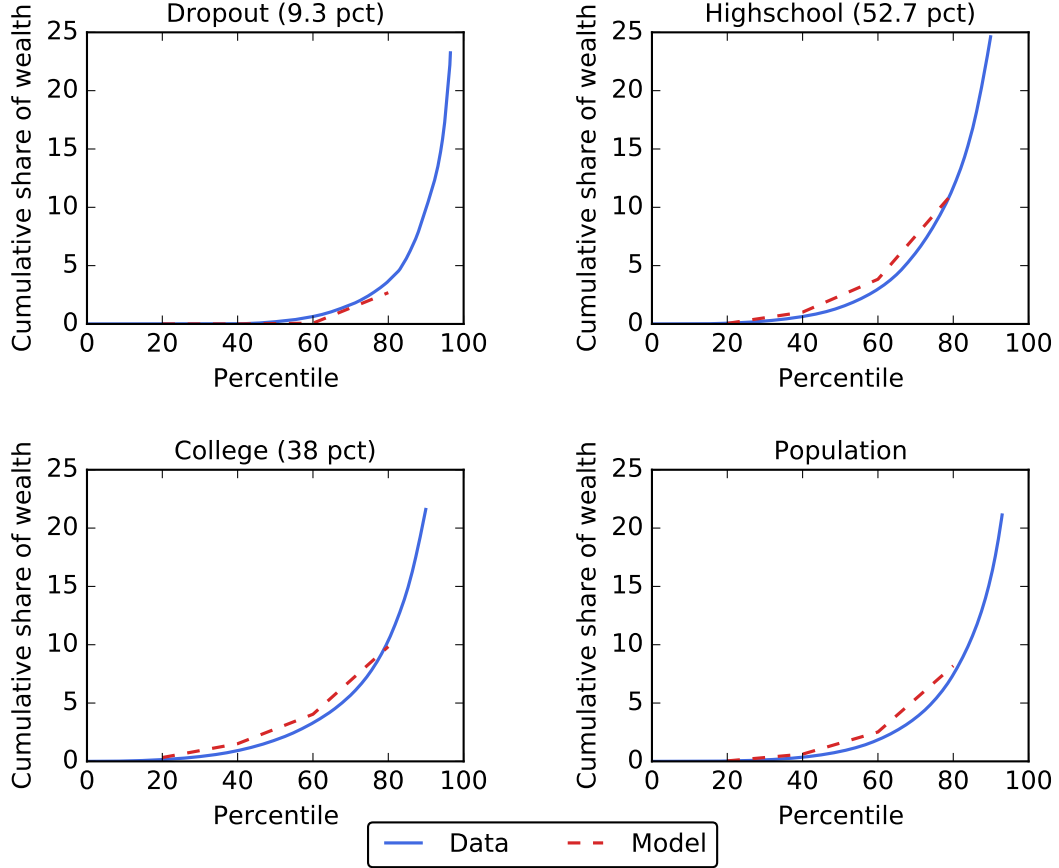 Dropout (9.3 pct)
Cumulative share of wealth
25
20
15
10
5
0
0 20 40 60 80 100
Percentile
Highschool (52.7 pct)
Cumulative share of wealth
25
20
15
10
5
0
0 20 40 60 80 100
Percentile
College (38 pct)
Cumulative share of wealth
25
20
15
10
5
0
0 20 40 60 80 100
Percentile
Population
Cumulative share of wealth
25
20
15
10
5
0
0 20 40 60 80 100
Percentile
Data Model